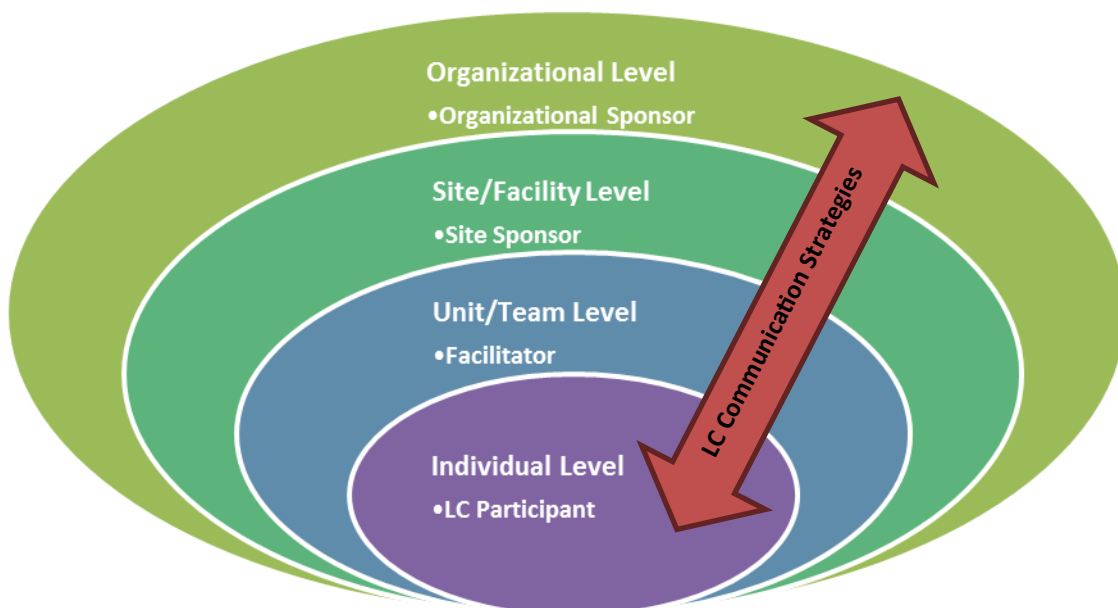 Organizational Level
•Organizational Sponsor
Site/Facility Level
•Site Sponsor
Unit/Team Level
•Facilitator
Individual Level
•LC Participant
LC Communication Strategies